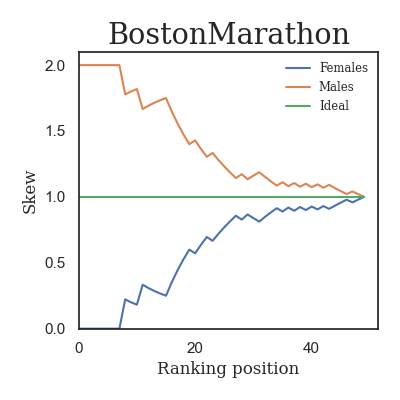 BostonMarathon
Females
Males
Ideal
2.0
1.5
1.0
0.5
0.0
Skew
0 20 40
Ranking position